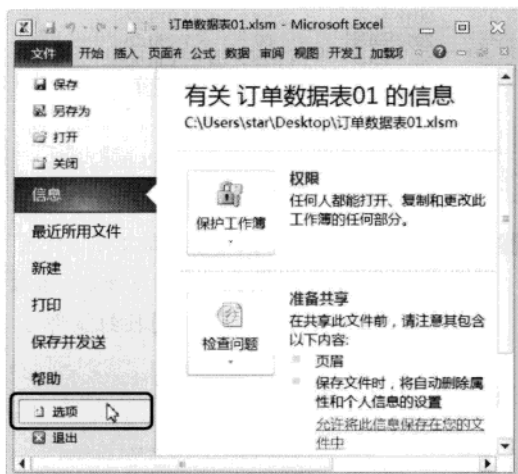 订单数据表01.xlsm - Microsoft Excel
文件 开始 插入 页面布 公式 数据 审阅 视图 开发工 加载项
保存
另存为
打开
关闭
信息
最近所用文件
新建
打印
保存并发送
帮助
选项
退出
有关 订单数据表01 的信息
C:\Users\star\Desktop\订单数据表01.xlsm
保护工作簿
权限
任何人都能打开、复制和更改此
工作簿的任何部分。
检查问题
准备共享
在共享此文件前，请注意其包含
以下内容:
页眉
保存文件时，将自动删除属
性和个人信息的设置
允许将此信息保存在您的文
件中